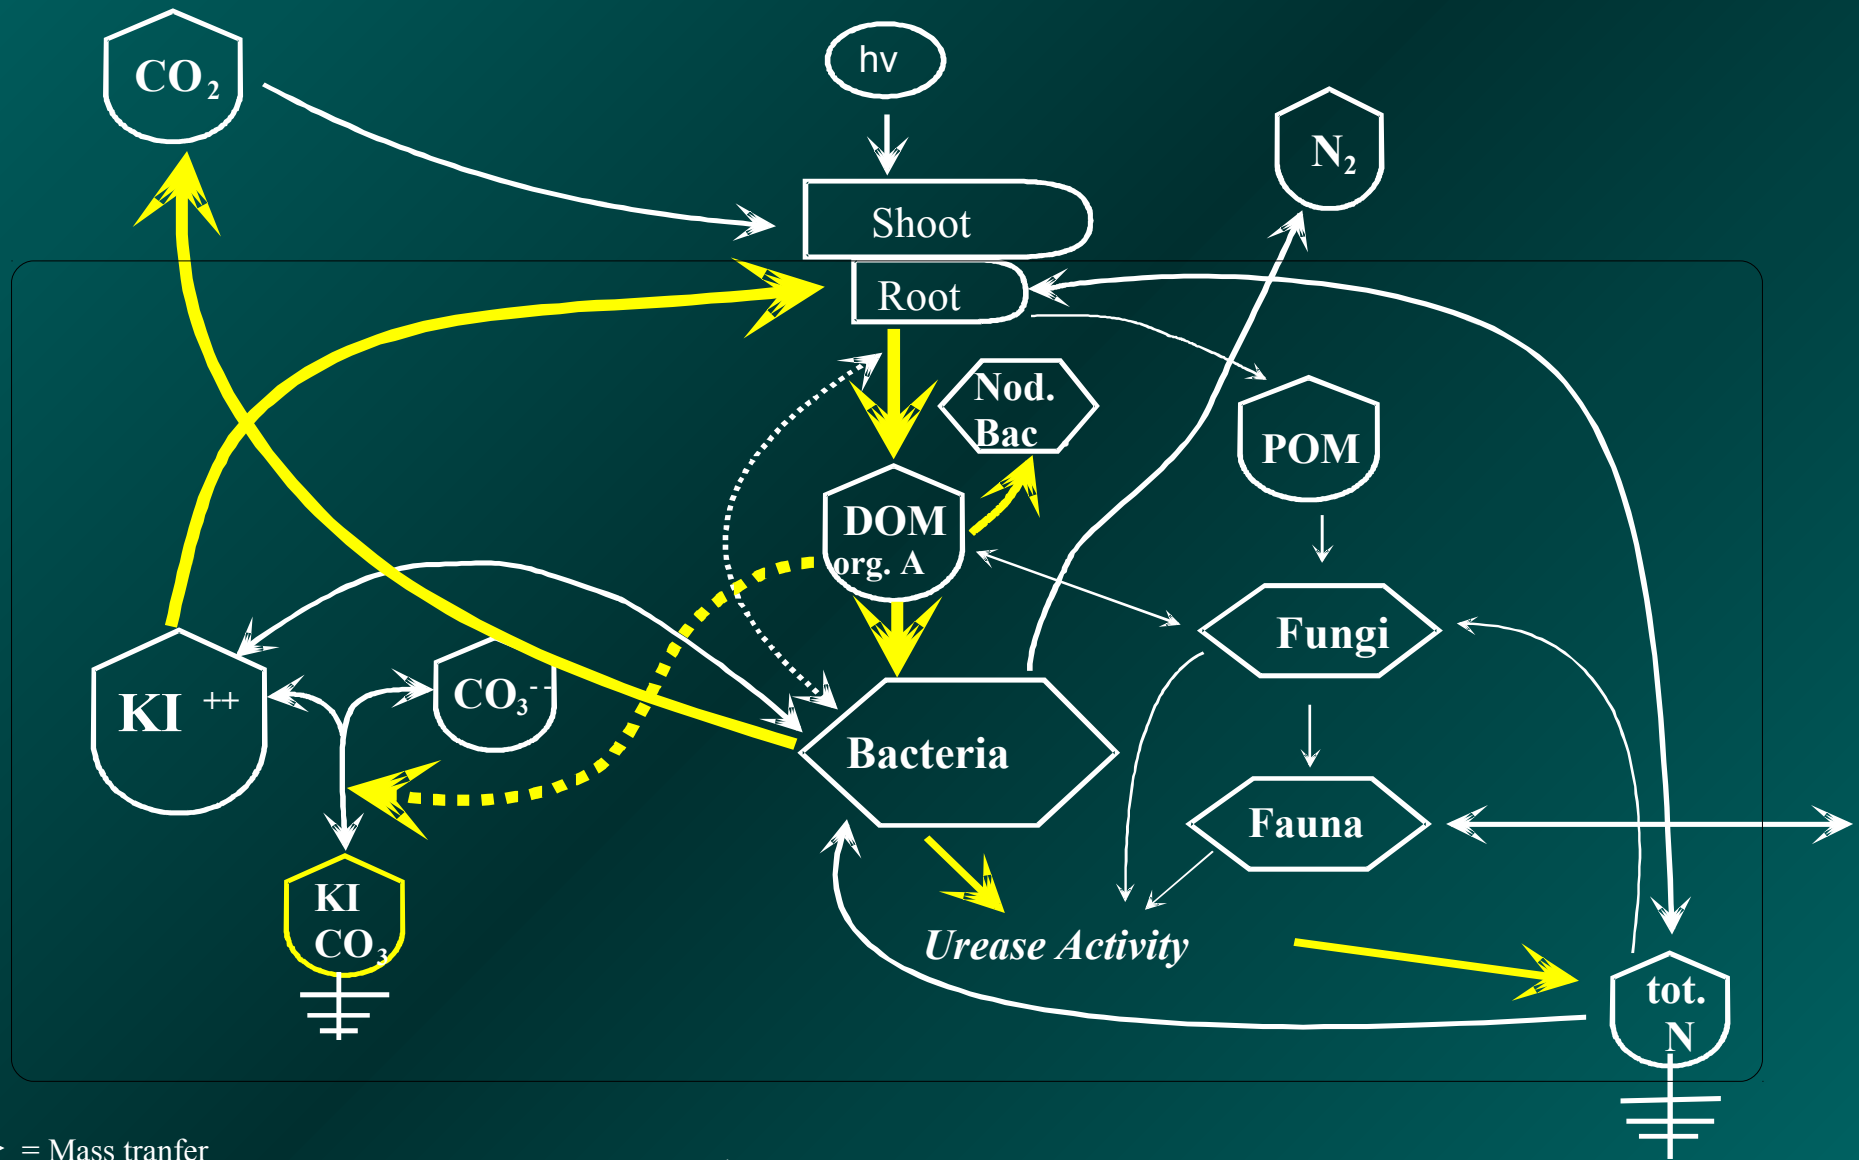 CO₂
hv
N₂
Shoot
Root
Nod.
Bac
POM
DOM
org. A
Fungi
KI ++
CO₃--
Bacteria
Fauna
KI
CO₃
Urease Activity
tot.
N
= Mass tranfer